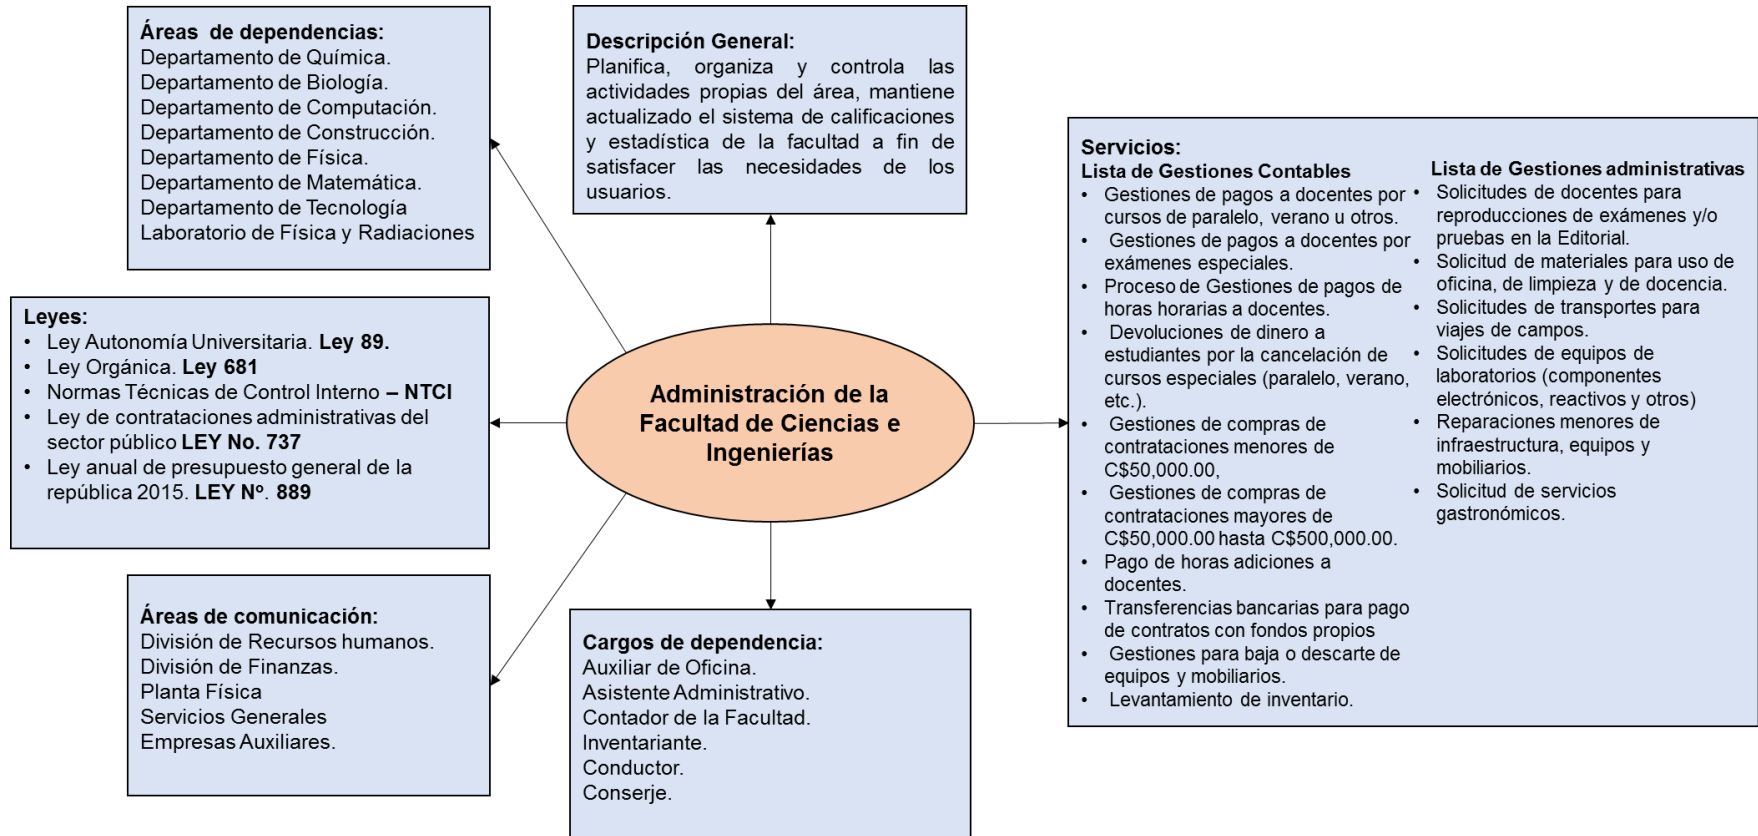 Áreas de dependencias:
Departamento de Química.
Departamento de Biología.
Departamento de Computación.
Departamento de Construcción.
Departamento de Física.
Departamento de Matemática.
Departamento de Tecnología
Laboratorio de Física y Radiaciones
Descripción General:
Planifica, organiza y controla las
actividades propias del área, mantiene
actualizado el sistema de calificaciones
y estadística de la facultad a fin de
satisfacer las necesidades de los
usuarios.
Leyes:
• Ley Autonomía Universitaria. Ley 89.
• Ley Orgánica. Ley 681
• Normas Técnicas de Control Interno – NTCI
• Ley de contrataciones administrativas del
sector público LEY No. 737
• Ley anual de presupuesto general de la
república 2015. LEY Nº. 889
Administración de la
Facultad de Ciencias e
Ingenierías
Áreas de comunicación:
División de Recursos humanos.
División de Finanzas.
Planta Física
Servicios Generales
Empresas Auxiliares.
Cargos de dependencia:
Auxiliar de Oficina.
Asistente Administrativo.
Contador de la Facultad.
Inventariante.
Conductor.
Conserje.
Servicios:
Lista de Gestiones Contables
• Gestiones de pagos a docentes por
cursos de paralelo, verano u otros.
• Gestiones de pagos a docentes por
exámenes especiales.
• Proceso de Gestiones de pagos de
horas horarias a docentes.
• Devoluciones de dinero a
estudiantes por la cancelación de
cursos especiales (paralelo, verano,
etc.).
• Gestiones de compras de
contrataciones menores de
C$50,000.00,
• Gestiones de compras de
contrataciones mayores de
C$50,000.00 hasta C$500,000.00.
• Pago de horas adiciones a
docentes.
• Transferencias bancarias para pago
de contratos con fondos propios
• Gestiones para baja o descarte de
equipos y mobiliarios.
• Levantamiento de inventario.
Lista de Gestiones administrativas
• Solicitudes de docentes para
reproducciones de exámenes y/o
pruebas en la Editorial.
• Solicitud de materiales para uso de
oficina, de limpieza y de docencia.
• Solicitudes de transportes para
viajes de campos.
• Solicitudes de equipos de
laboratorios (componentes
electrónicos, reactivos y otros)
• Reparaciones menores de
infraestructura, equipos y
mobiliarios.
• Solicitud de servicios
gastronómicos.